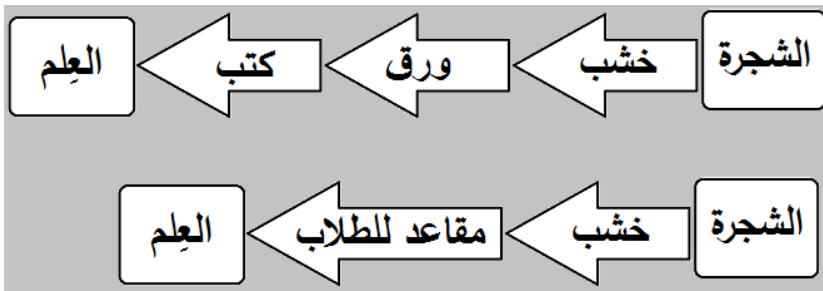 الشجرة خشب ورق كتب العِلم
الشجرة خشب مقاعد للطلاب العِلم